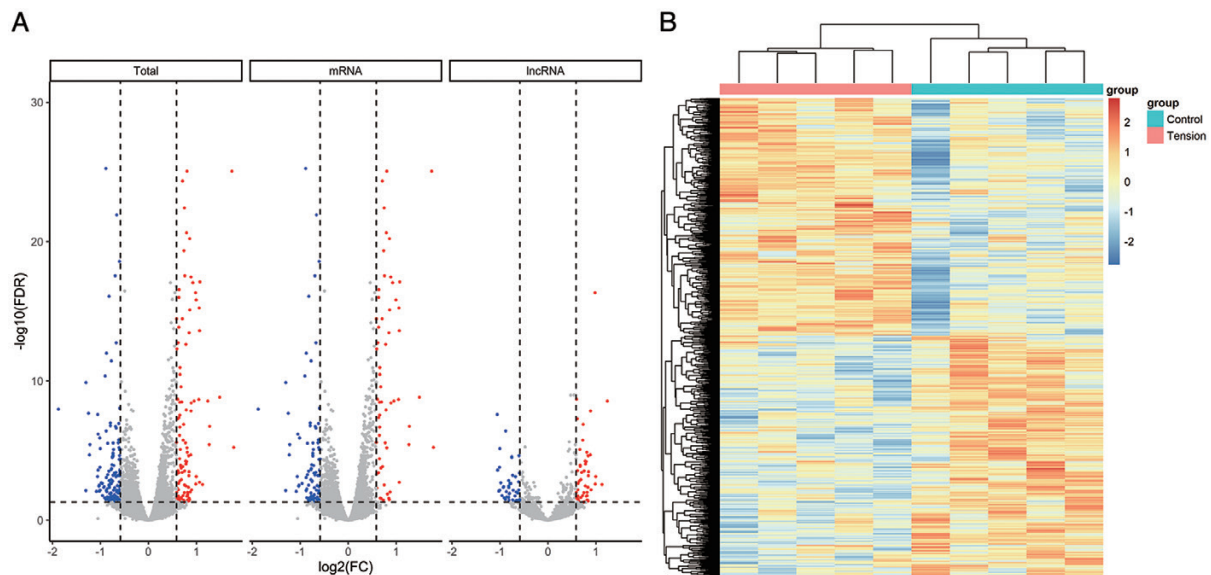 A
B
Total
mRNA
lncRNA
30
20
10
0
-log10(FDR)
-2
-1
0
1
-2
-1
0
1
-2
-1
0
1
log2(FC)
group
2
1
0
-1
-2
group
Control
Tension